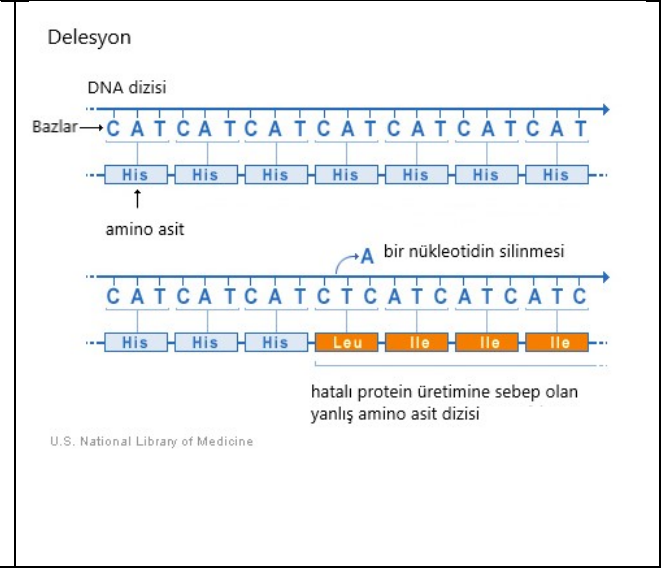 Delesyon
DNA dizisi
Bazlar C A T C A T C A T C A T C A T C A T C A T
His His His His His His His
amino asit
A bir nükleotidin silinmesi
C A T C A T C A T C T C A T C A T C A T C
His His His Leu Ile Ile Ile
hatalı protein üretimine sebep olan
yanlış amino asit dizisi
U.S. National Library of Medicine